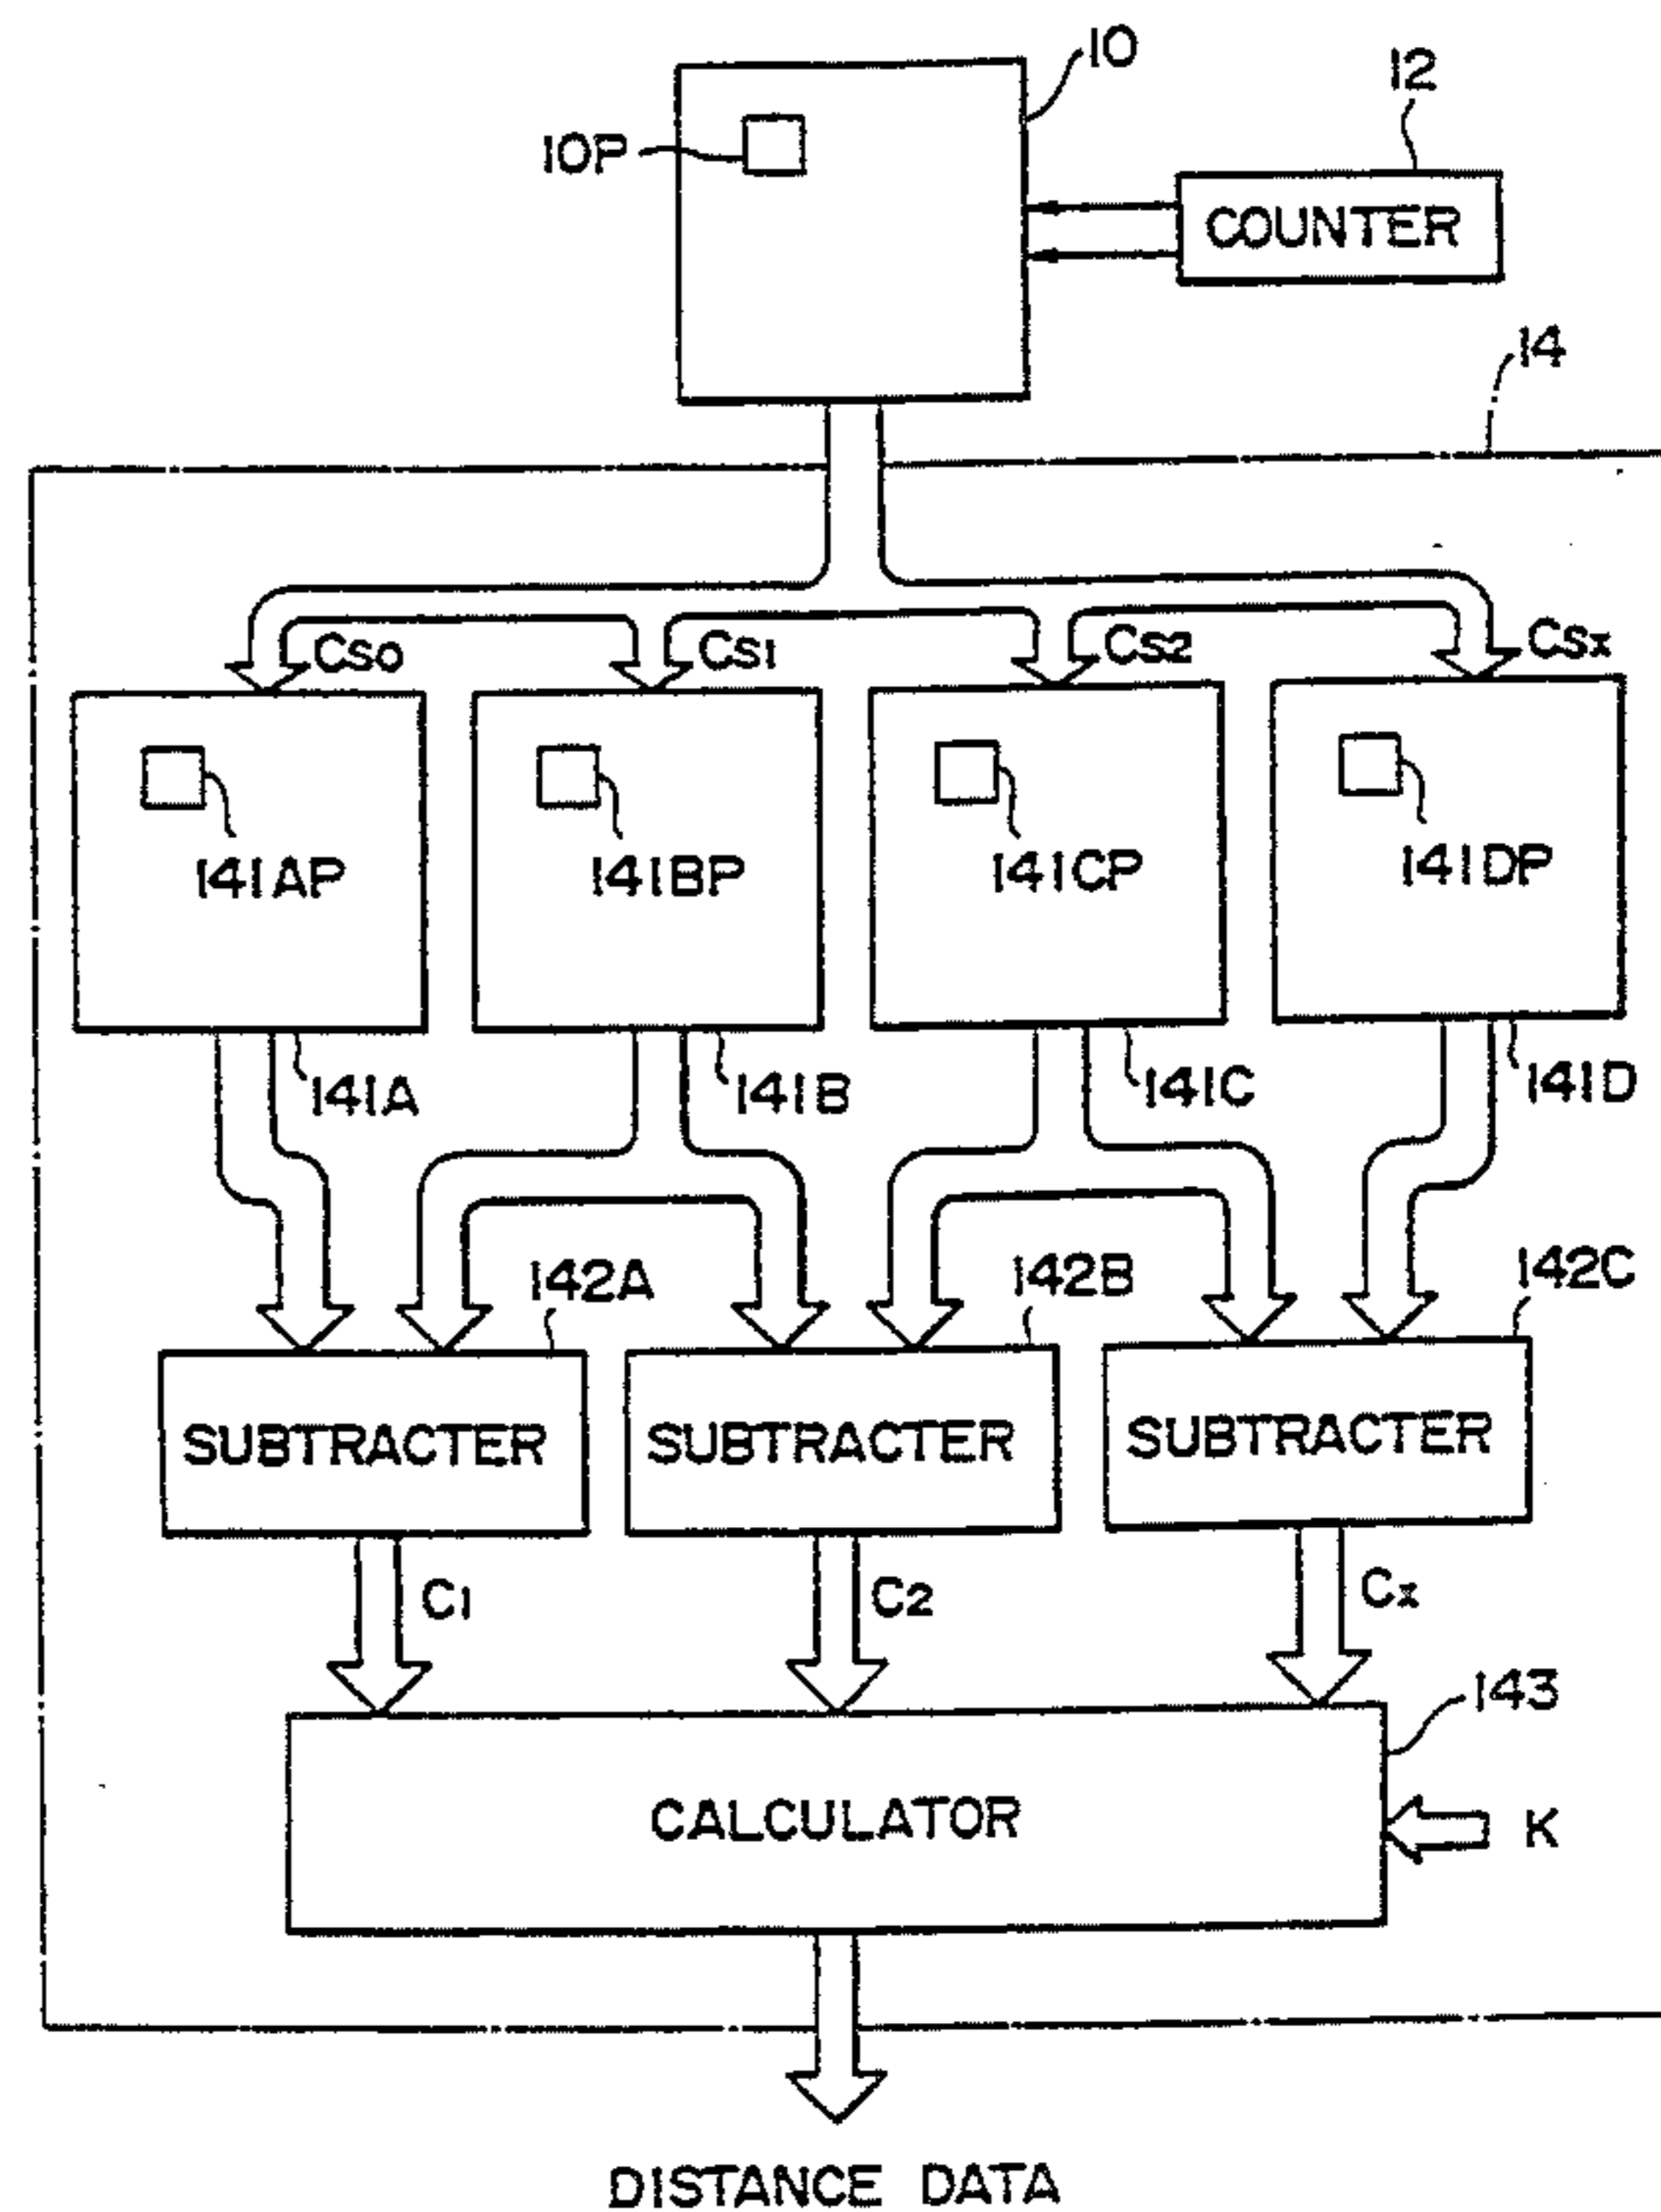 10
12
10P
COUNTER
14
CS0
CS1
CS2
CSx
141AP
141BP
141CP
141DP
141A
141B
141C
141D
142A
142B
142C
SUBTRACTER
SUBTRACTER
SUBTRACTER
C1
C2
Cx
143
CALCULATOR
K
DISTANCE DATA